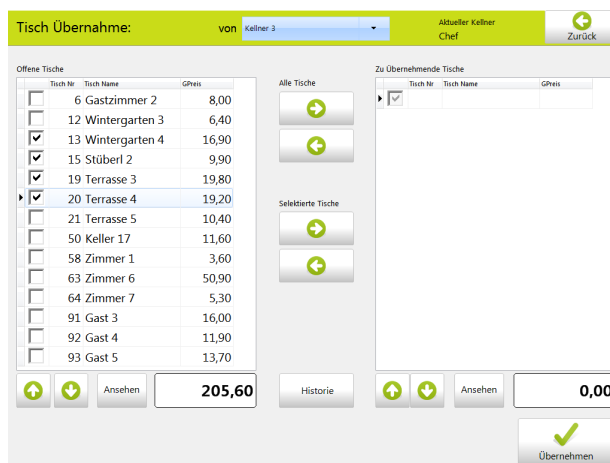 Tisch Übernahme: von Kellner 3 Aktueller Kellner
Chef Zurück
Offene Tische Zu Übernehmende Tische
Tisch Nr Tisch Name GPreis Alle Tische Tisch Nr Tisch Name GPreis
6 Gastzimmer 2 8,00
12 Wintergarten 3 6,40
13 Wintergarten 4 16,90
15 Stüberl 2 9,90
19 Terrasse 3 19,80
20 Terrasse 4 19,20 Selektierte Tische
21 Terrasse 5 10,40
50 Keller 17 11,60
58 Zimmer 1 3,60
63 Zimmer 6 50,90
64 Zimmer 7 5,30
91 Gast 3 16,00
92 Gast 4 11,90
93 Gast 5 13,70
Ansehen 205,60 Historie Ansehen 0,00
Übernehmen